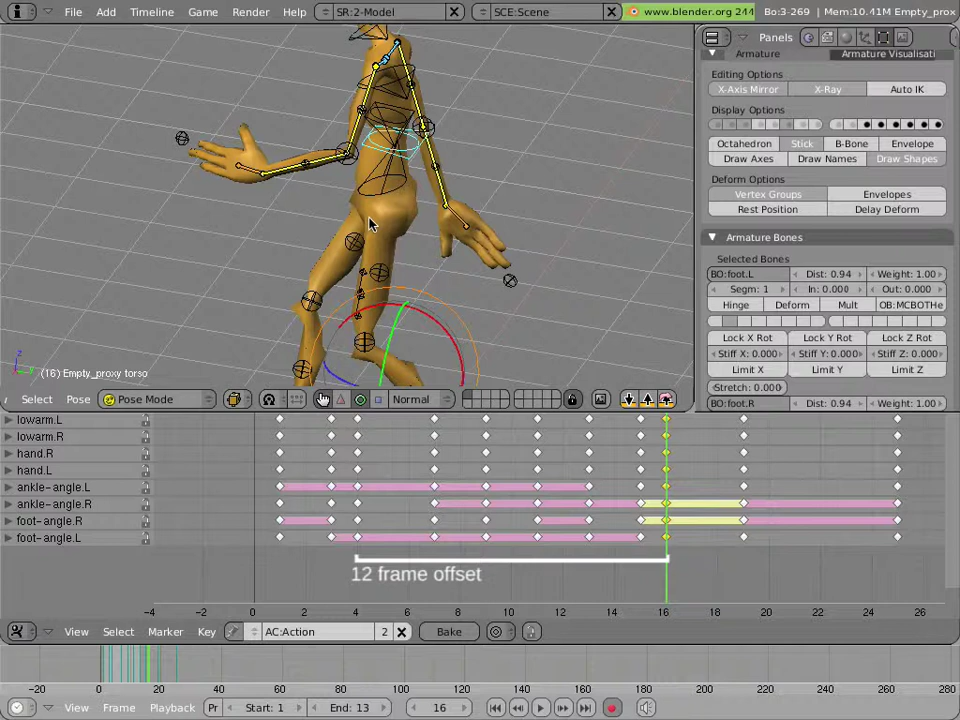 File Add Timeline Game Render Help SR:2-Model SCE:Scene www.blender.org 244 Bo:3-269 | Mem:10.41M Empty_prox
Panels
Armature Armature Visualisati
Editing Options
X-Axis Mirror X-Ray Auto IK
Display Options
Octahedron Stick B-Bone Envelope
Draw Axes Draw Names Draw Shapes
Deform Options
Vertex Groups Envelopes
Rest Position Delay Deform
Armature Bones
Selected Bones
BO:foot.L Dist: 0.94 Weight: 1.00
Segm: 1 In: 0.000 Out: 0.000
Hinge Deform Mult OB:MCBOTHe
Lock X Rot Lock Y Rot Lock Z Rot
Stiff X: 0.000 Stiff Y: 0.000 Stiff Z: 0.000
Limit X Limit Y Limit Z
Stretch: 0.000
BO:foot.R Dist: 0.94 Weight: 1.00
z
y
(16) Empty_proxy torso
Select Pose Pose Mode Normal
lowarm.L
lowarm.R
hand.R
hand.L
ankle-angle.L
ankle-angle.R
foot-angle.R
foot-angle.L
12 frame offset
-4 -2 0 2 4 6 8 10 12 14 16 18 20 22 24 26
View Select Marker Key AC:Action 2 Bake
-20 0 20 40 60 80 100 120 140 160 180 200 220 240 260 280
View Frame Playback Pr Start: 1 End: 13 16